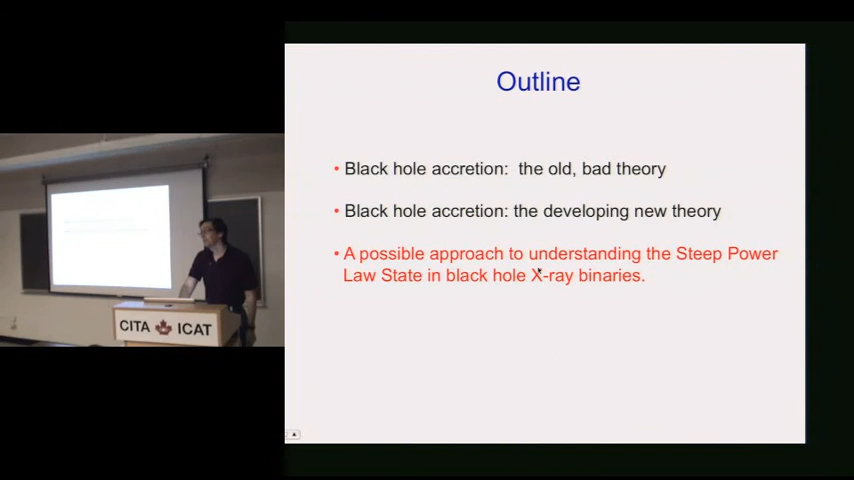 Outline
• Black hole accretion: the old, bad theory
• Black hole accretion: the developing new theory
• A possible approach to understanding the Steep Power
Law State in black hole X-ray binaries.
CITA ICAT